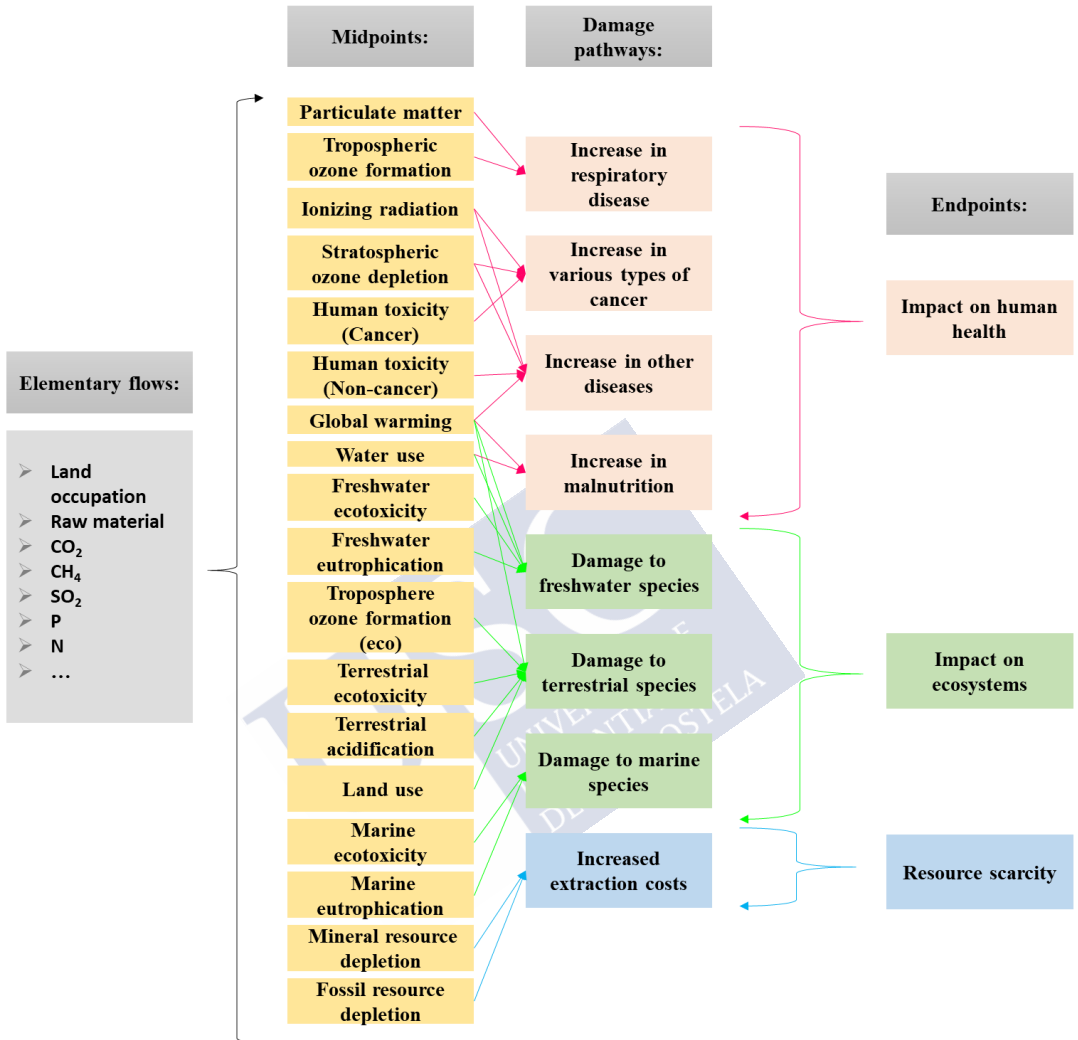 Midpoints:
Damage
pathways:
Particulate matter
Tropospheric
ozone formation
Ionizing radiation
Stratospheric
ozone depletion
Human toxicity
(Cancer)
Human toxicity
(Non-cancer)
Global warming
Water use
Freshwater
ecotoxicity
Freshwater
eutrophication
Troposphere
ozone formation
(eco)
Terrestrial
ecotoxicity
Terrestrial
acidification
Land use
Marine
ecotoxicity
Marine
eutrophication
Mineral resource
depletion
Fossil resource
depletion
Increase in
respiratory
disease
Increase in
various types of
cancer
Increase in other
diseases
Increase in
malnutrition
Damage to
freshwater species
Damage to
terrestrial species
Damage to marine
species
Increased
extraction costs
Endpoints:
Impact on human
health
Impact on
ecosystems
Resource scarcity
Elementary flows:
➢ Land
occupation
➢ Raw material
➢ CO₂
➢ CH₄
➢ SO₂
➢ P
➢ N
➢ …